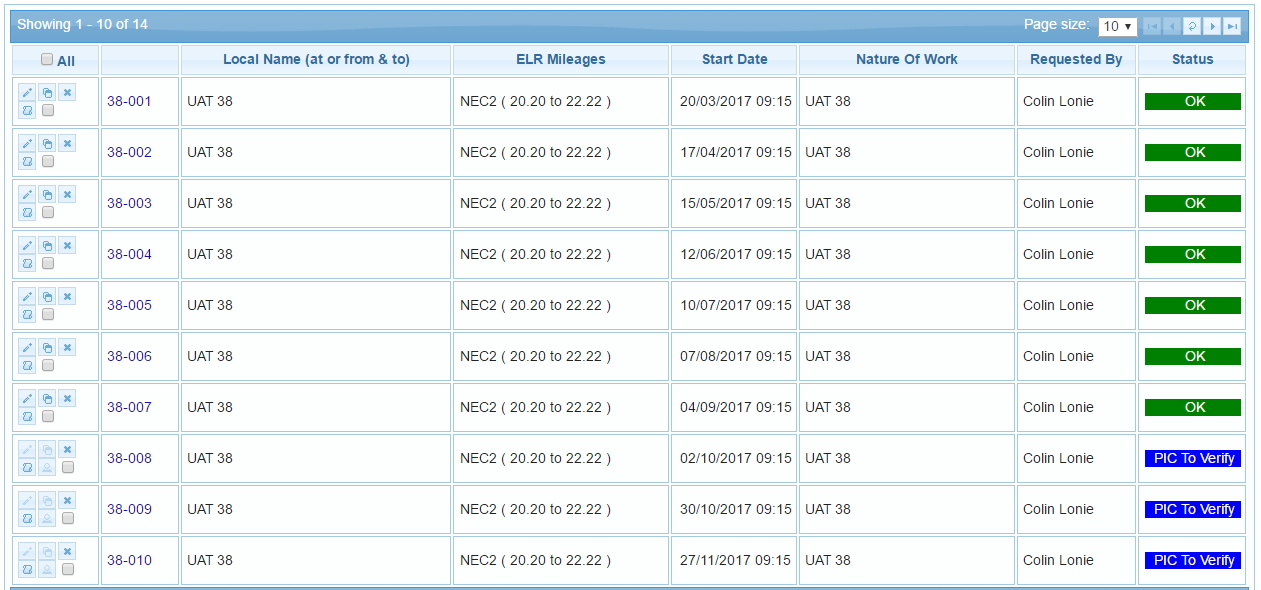 Showing 1 - 10 of 14 Page size: 10
All Local Name (at or from & to) ELR Mileages Start Date Nature Of Work Requested By Status
38-001 UAT 38 NEC2 ( 20.20 to 22.22 ) 20/03/2017 09:15 UAT 38 Colin Lonie OK
38-002 UAT 38 NEC2 ( 20.20 to 22.22 ) 17/04/2017 09:15 UAT 38 Colin Lonie OK
38-003 UAT 38 NEC2 ( 20.20 to 22.22 ) 15/05/2017 09:15 UAT 38 Colin Lonie OK
38-004 UAT 38 NEC2 ( 20.20 to 22.22 ) 12/06/2017 09:15 UAT 38 Colin Lonie OK
38-005 UAT 38 NEC2 ( 20.20 to 22.22 ) 10/07/2017 09:15 UAT 38 Colin Lonie OK
38-006 UAT 38 NEC2 ( 20.20 to 22.22 ) 07/08/2017 09:15 UAT 38 Colin Lonie OK
38-007 UAT 38 NEC2 ( 20.20 to 22.22 ) 04/09/2017 09:15 UAT 38 Colin Lonie OK
38-008 UAT 38 NEC2 ( 20.20 to 22.22 ) 02/10/2017 09:15 UAT 38 Colin Lonie PIC To Verify
38-009 UAT 38 NEC2 ( 20.20 to 22.22 ) 30/10/2017 09:15 UAT 38 Colin Lonie PIC To Verify
38-010 UAT 38 NEC2 ( 20.20 to 22.22 ) 27/11/2017 09:15 UAT 38 Colin Lonie PIC To Verify